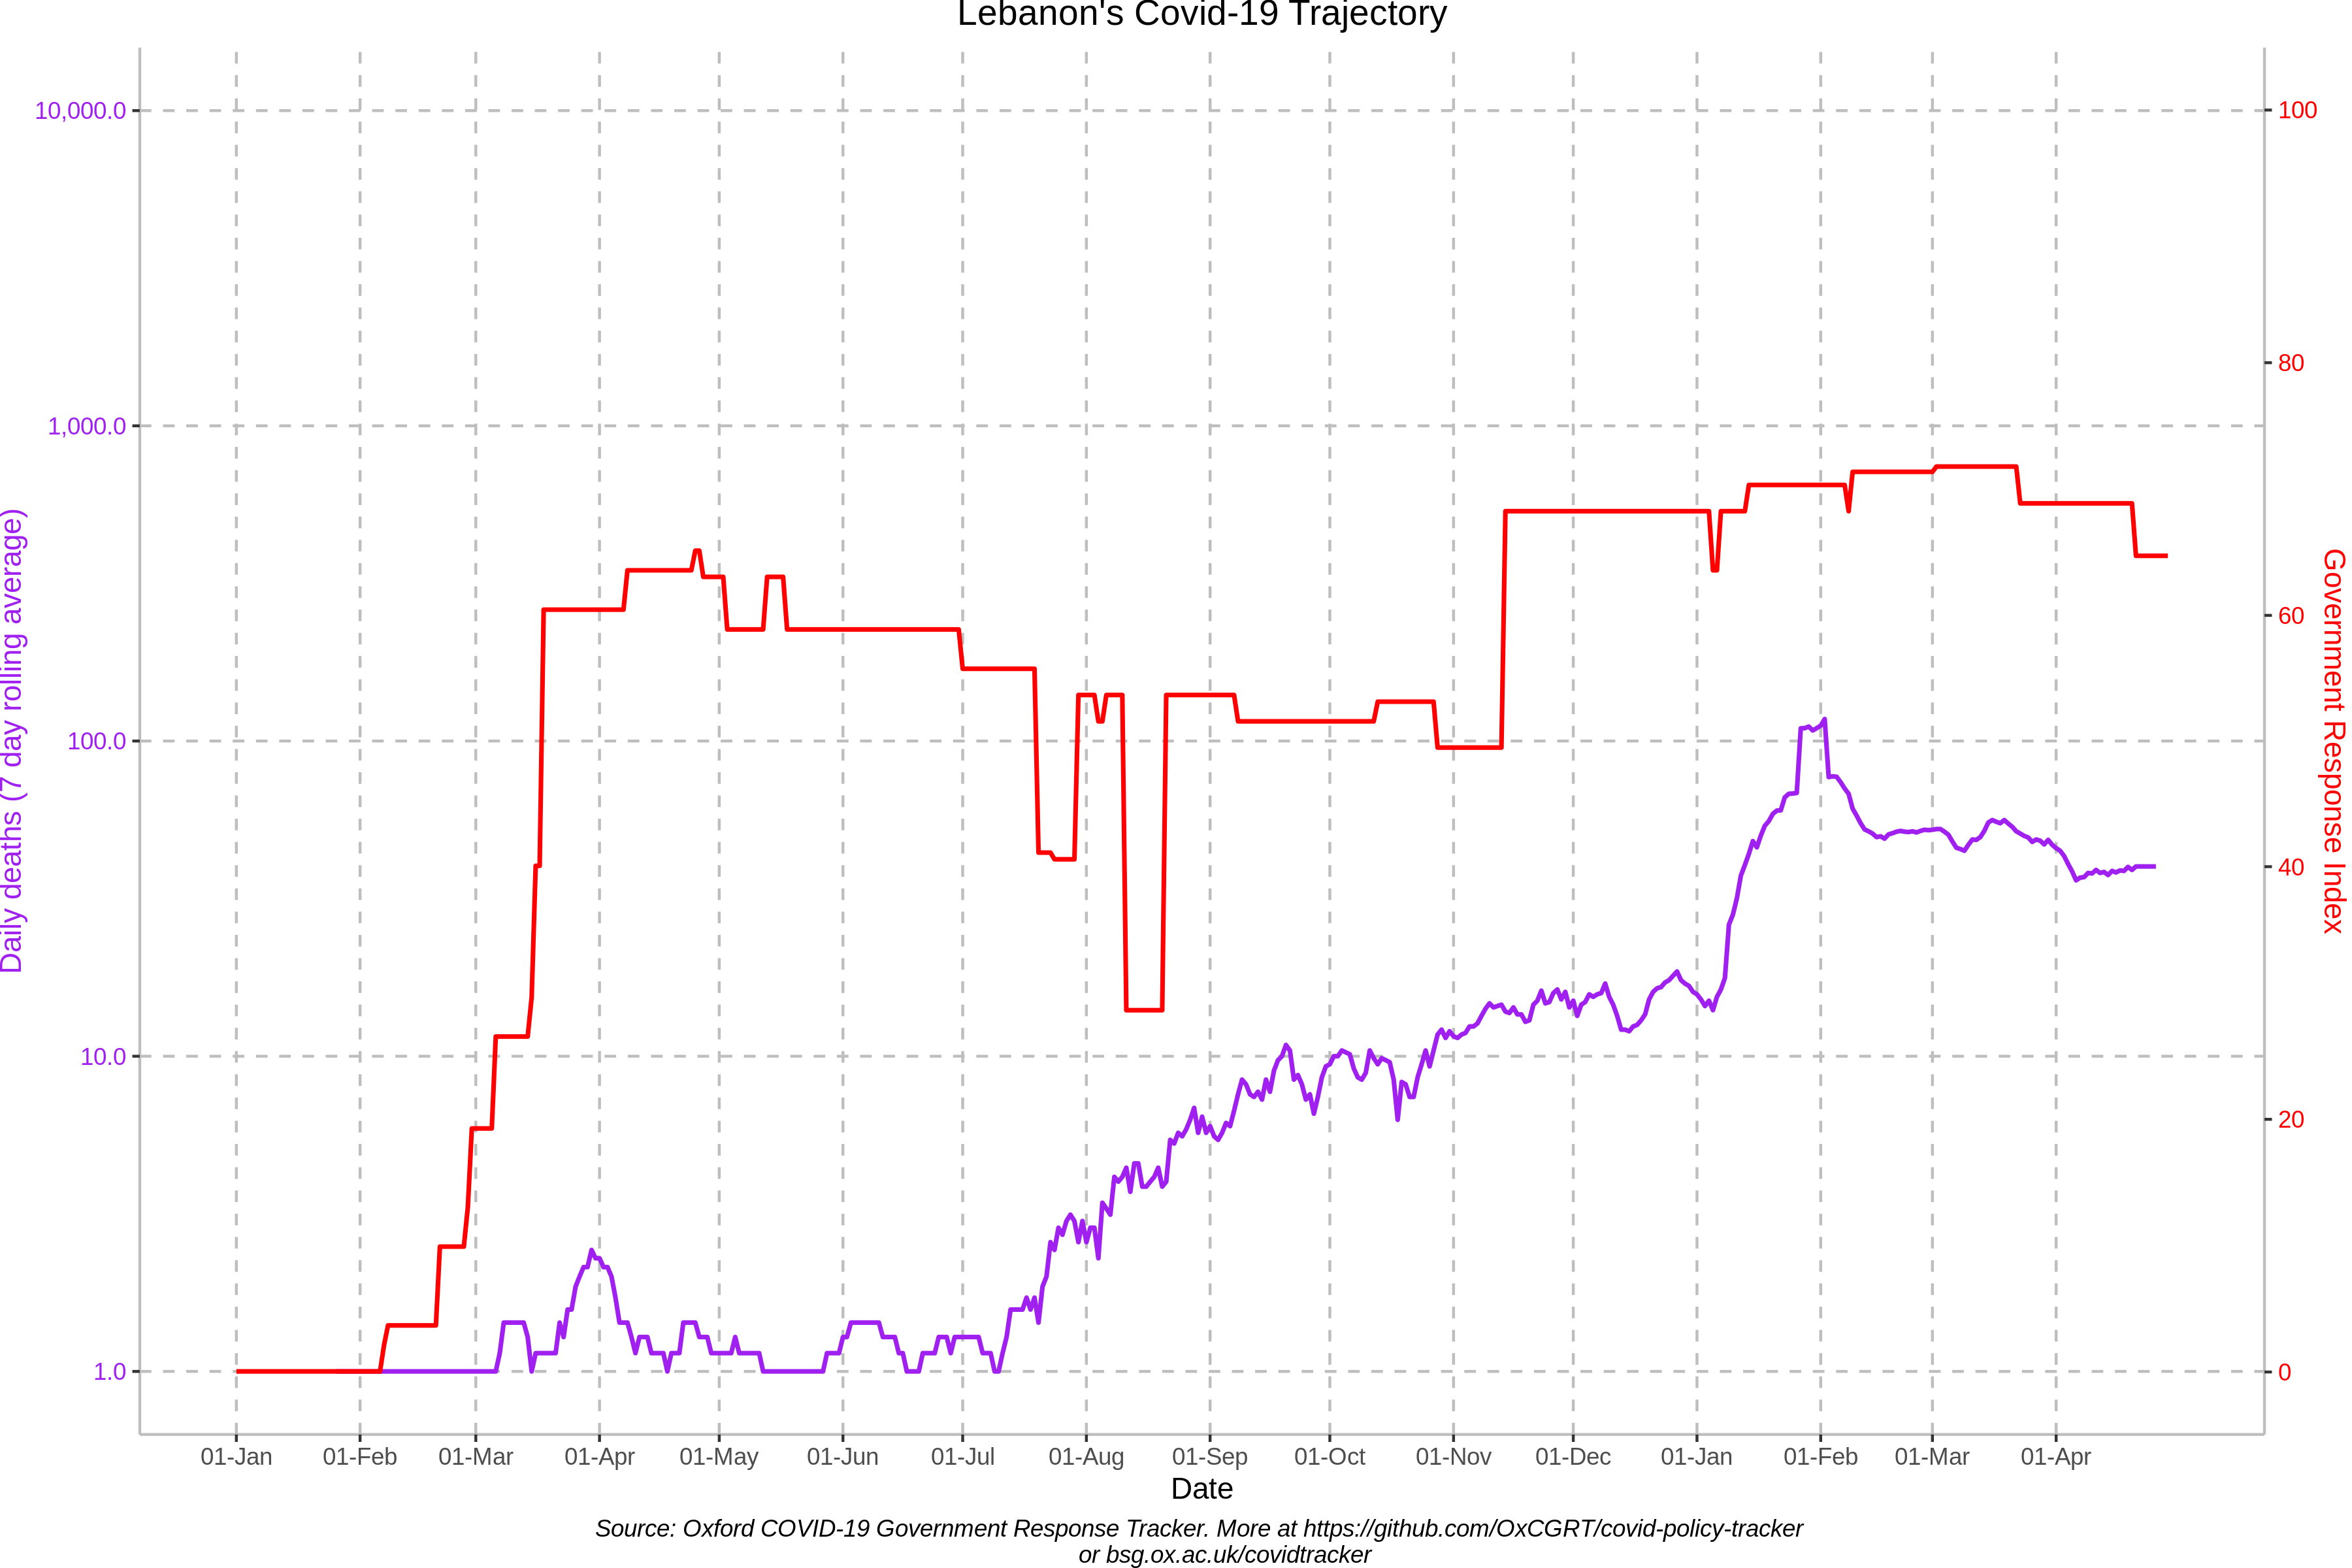 Lebanon's Covid-19 Trajectory
Daily deaths (7 day rolling average)
10,000.0
1,000.0
100.0
10.0
1.0
100
80
60
40
20
0
Government Response Index
01-Jan 01-Feb 01-Mar 01-Apr 01-May 01-Jun 01-Jul 01-Aug 01-Sep 01-Oct 01-Nov 01-Dec 01-Jan 01-Feb 01-Mar 01-Apr
Date
Source: Oxford COVID-19 Government Response Tracker. More at https://github.com/OxCGRT/covid-policy-tracker
or bsg.ox.ac.uk/covidtracker